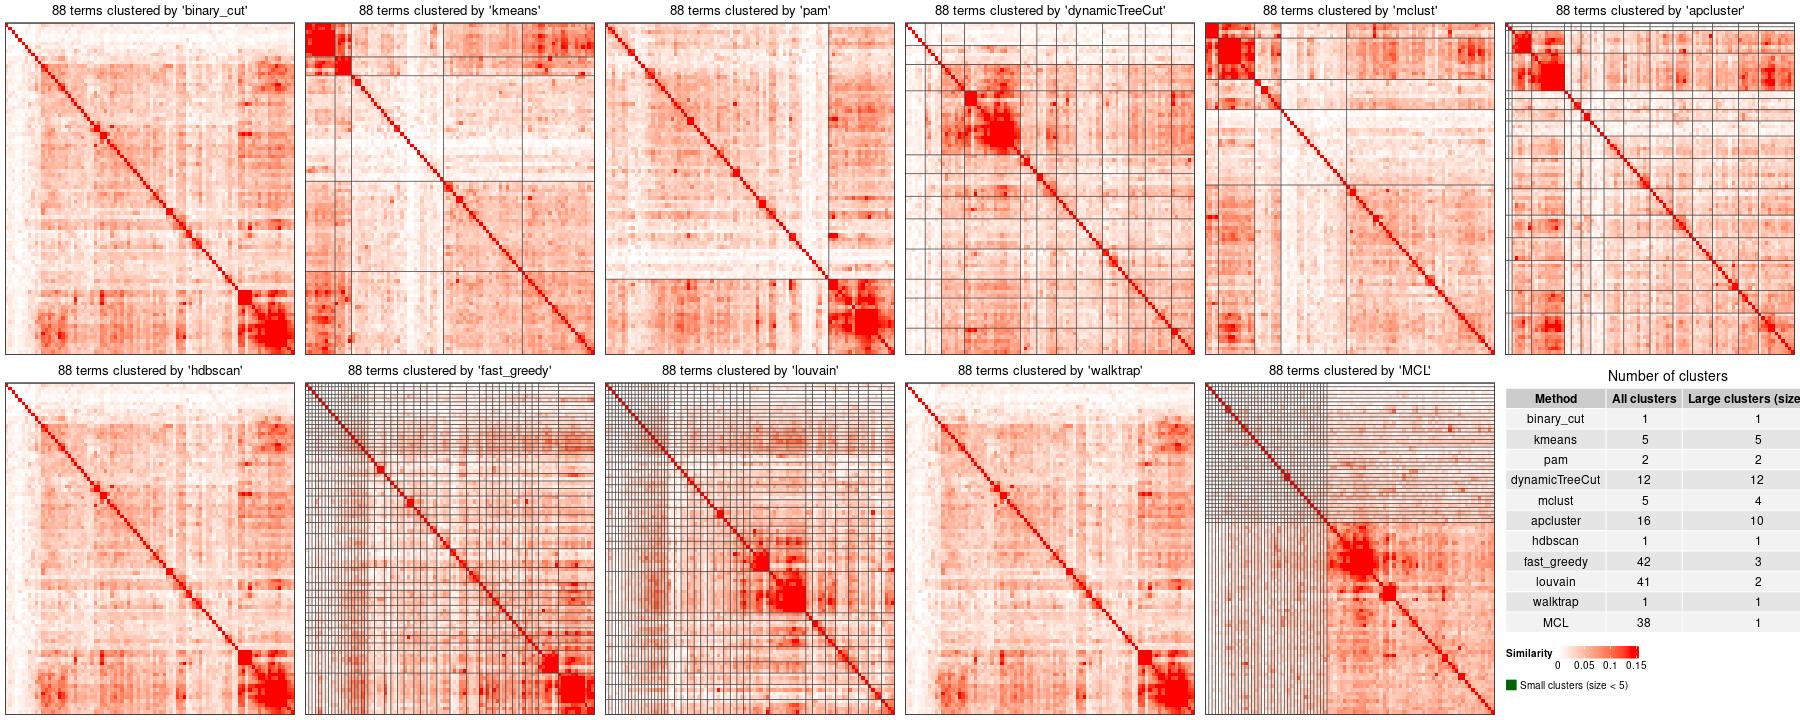 88 terms clustered by 'binary_cut'
88 terms clustered by 'kmeans'
88 terms clustered by 'pam'
88 terms clustered by 'dynamicTreeCut'
88 terms clustered by 'mclust'
88 terms clustered by 'apcluster'
88 terms clustered by 'hdbscan'
88 terms clustered by 'fast_greedy'
88 terms clustered by 'louvain'
88 terms clustered by 'walktrap'
88 terms clustered by 'MCL'
Number of clusters
Method All clusters Large clusters (size
binary_cut 1 1
kmeans 5 5
pam 2 2
dynamicTreeCut 12 12
mclust 5 4
apcluster 16 10
hdbscan 1 1
fast_greedy 42 3
louvain 41 2
walktrap 1 1
MCL 38 1
Similarity
0 0.05 0.1 0.15
Small clusters (size < 5)